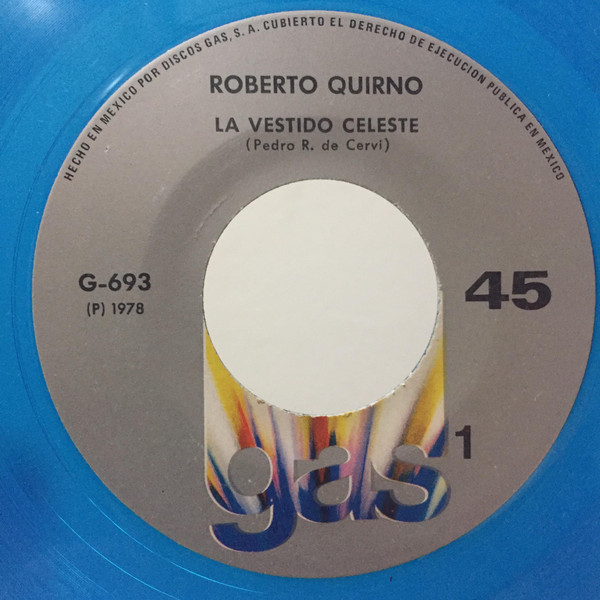 HECHO EN MEXICO POR DISCOS GAS, S. A. CUBIERTO EL DERECHO DE EJECUCION PUBLICA EN MEXICO
ROBERTO QUIRNO
LA VESTIDO CELESTE
(Pedro R. de Cervi)
G-693
(P) 1978
45
1
gas